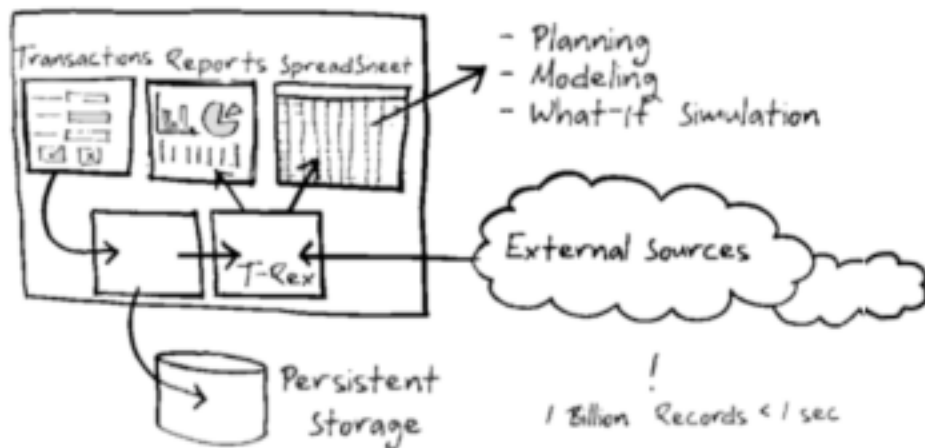 Transactions Reports SpreadSheet
- Planning
- Modeling
- What-if Simulation
External Sources
T-Rex
Persistent
Storage
!
1 Billion Records < 1 sec